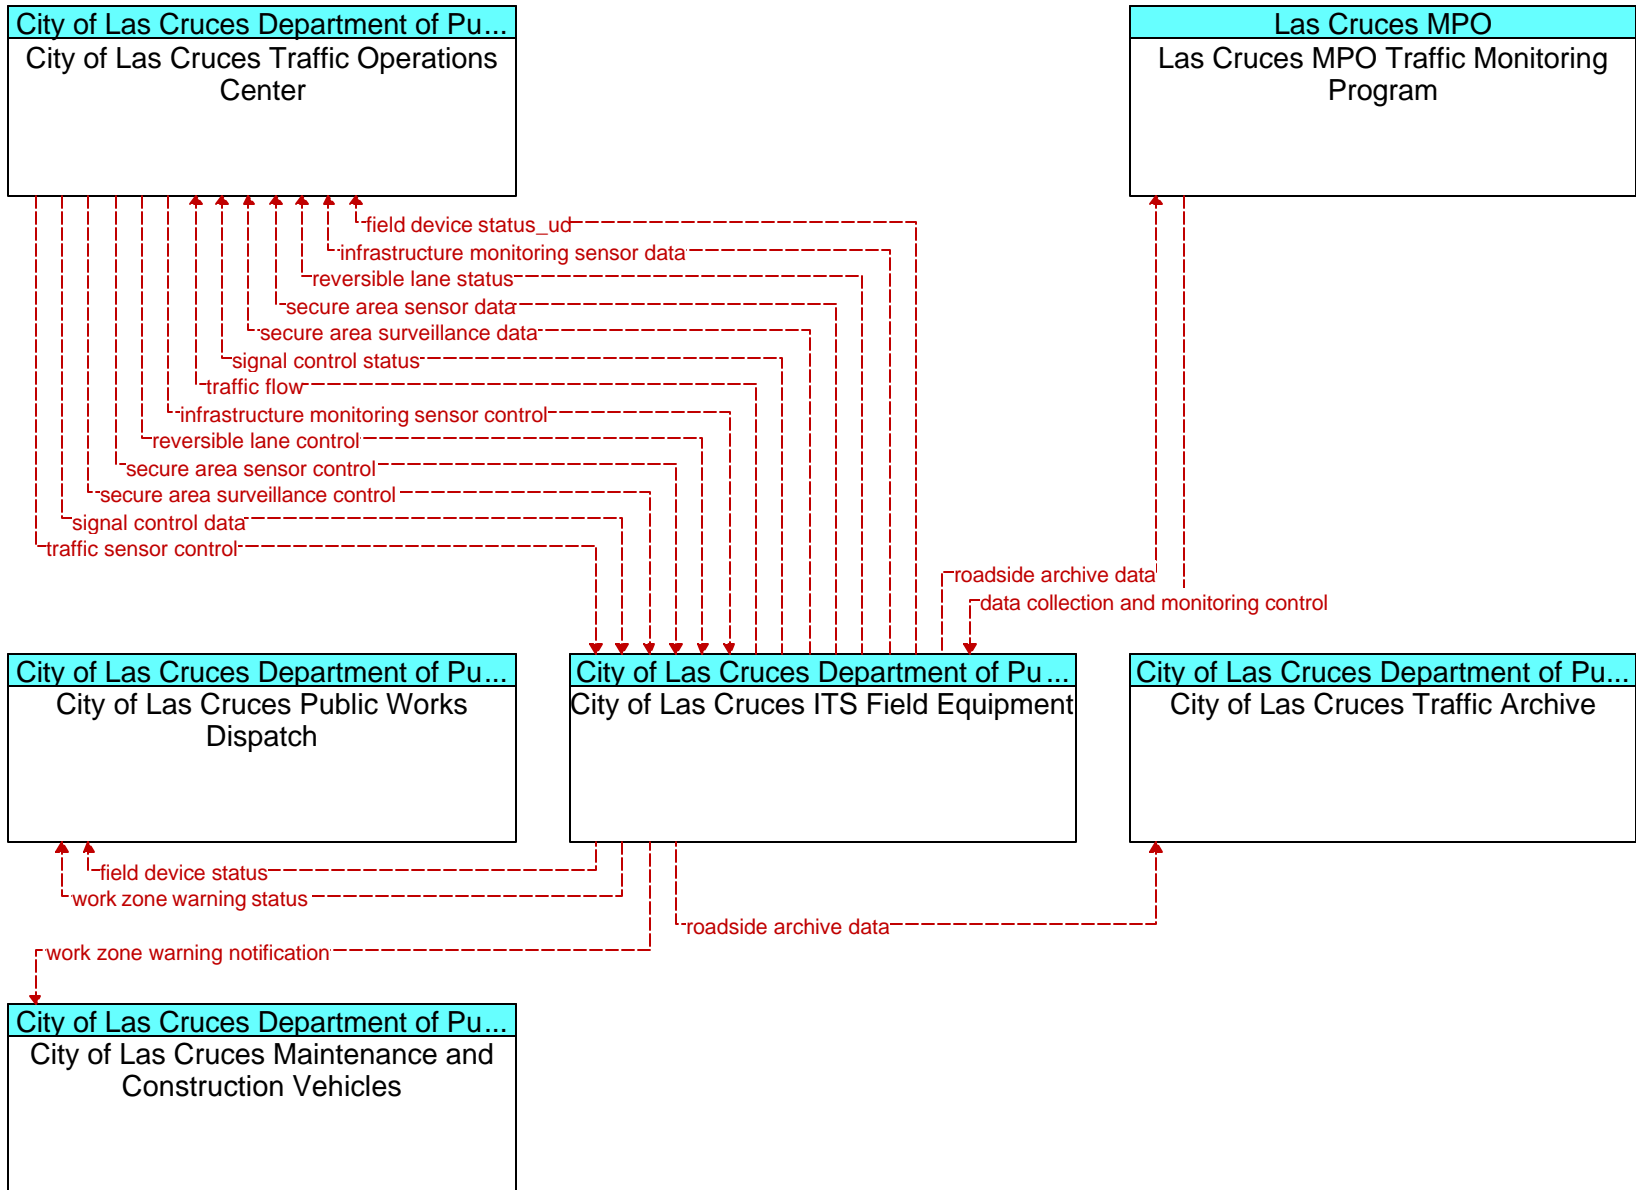 City of Las Cruces Department of Pu...
City of Las Cruces Traffic Operations
Center
Las Cruces MPO
Las Cruces MPO Traffic Monitoring
Program
field device status_ud
infrastructure monitoring sensor data
reversible lane status
secure area sensor data
secure area surveillance data
signal control status
traffic flow
infrastructure monitoring sensor control
reversible lane control
secure area sensor control
secure area surveillance control
signal control data
traffic sensor control
roadside archive data
data collection and monitoring control
City of Las Cruces Department of Pu...
City of Las Cruces Public Works
Dispatch
City of Las Cruces Department of Pu...
City of Las Cruces ITS Field Equipment
City of Las Cruces Department of Pu...
City of Las Cruces Traffic Archive
field device status
work zone warning status
roadside archive data
work zone warning notification
City of Las Cruces Department of Pu...
City of Las Cruces Maintenance and
Construction Vehicles